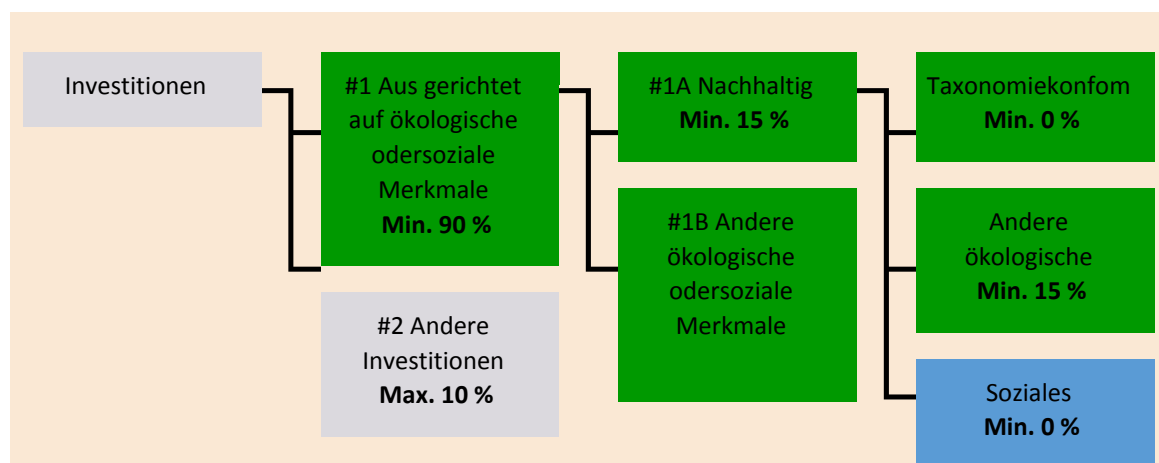 Investitionen
#1 Aus gerichtet
auf ökologische
odersoziale
Merkmale
Min. 90 %
#2 Andere
Investitionen
Max. 10 %
#1A Nachhaltig
Min. 15 %
#1B Andere
ökologische
odersoziale
Merkmale
Taxonomiekonfom
Min. 0 %
Andere
ökologische
Min. 15 %
Soziales
Min. 0 %